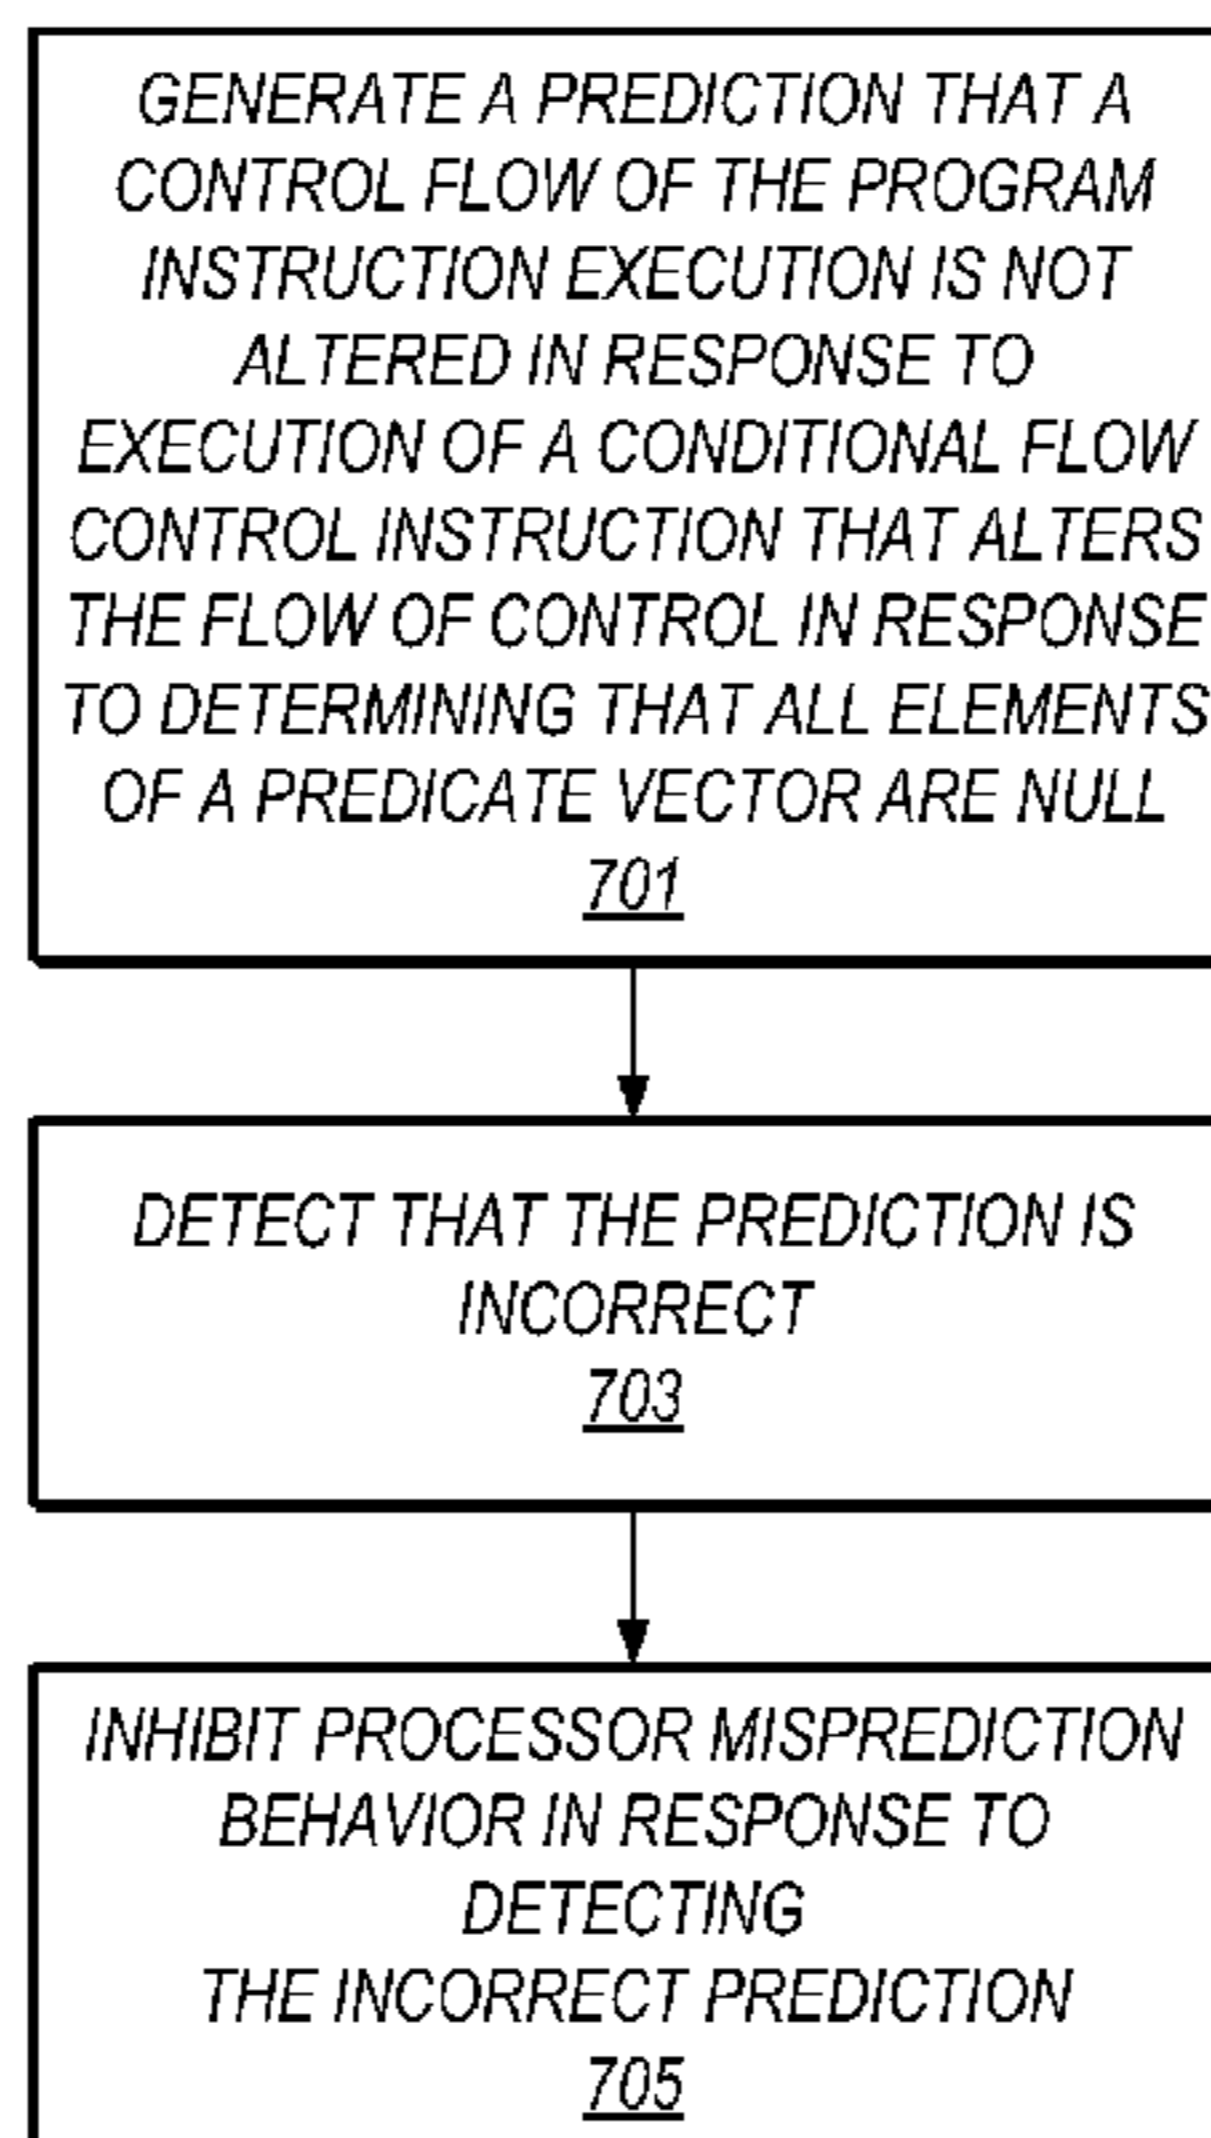 GENERATE A PREDICTION THAT A
CONTROL FLOW OF THE PROGRAM
INSTRUCTION EXECUTION IS NOT
ALTERED IN RESPONSE TO
EXECUTION OF A CONDITIONAL FLOW
CONTROL INSTRUCTION THAT ALTERS
THE FLOW OF CONTROL IN RESPONSE
TO DETERMINING THAT ALL ELEMENTS
OF A PREDICATE VECTOR ARE NULL
701
DETECT THAT THE PREDICTION IS
INCORRECT
703
INHIBIT PROCESSOR MISPREDICTION
BEHAVIOR IN RESPONSE TO
DETECTING
THE INCORRECT PREDICTION
705